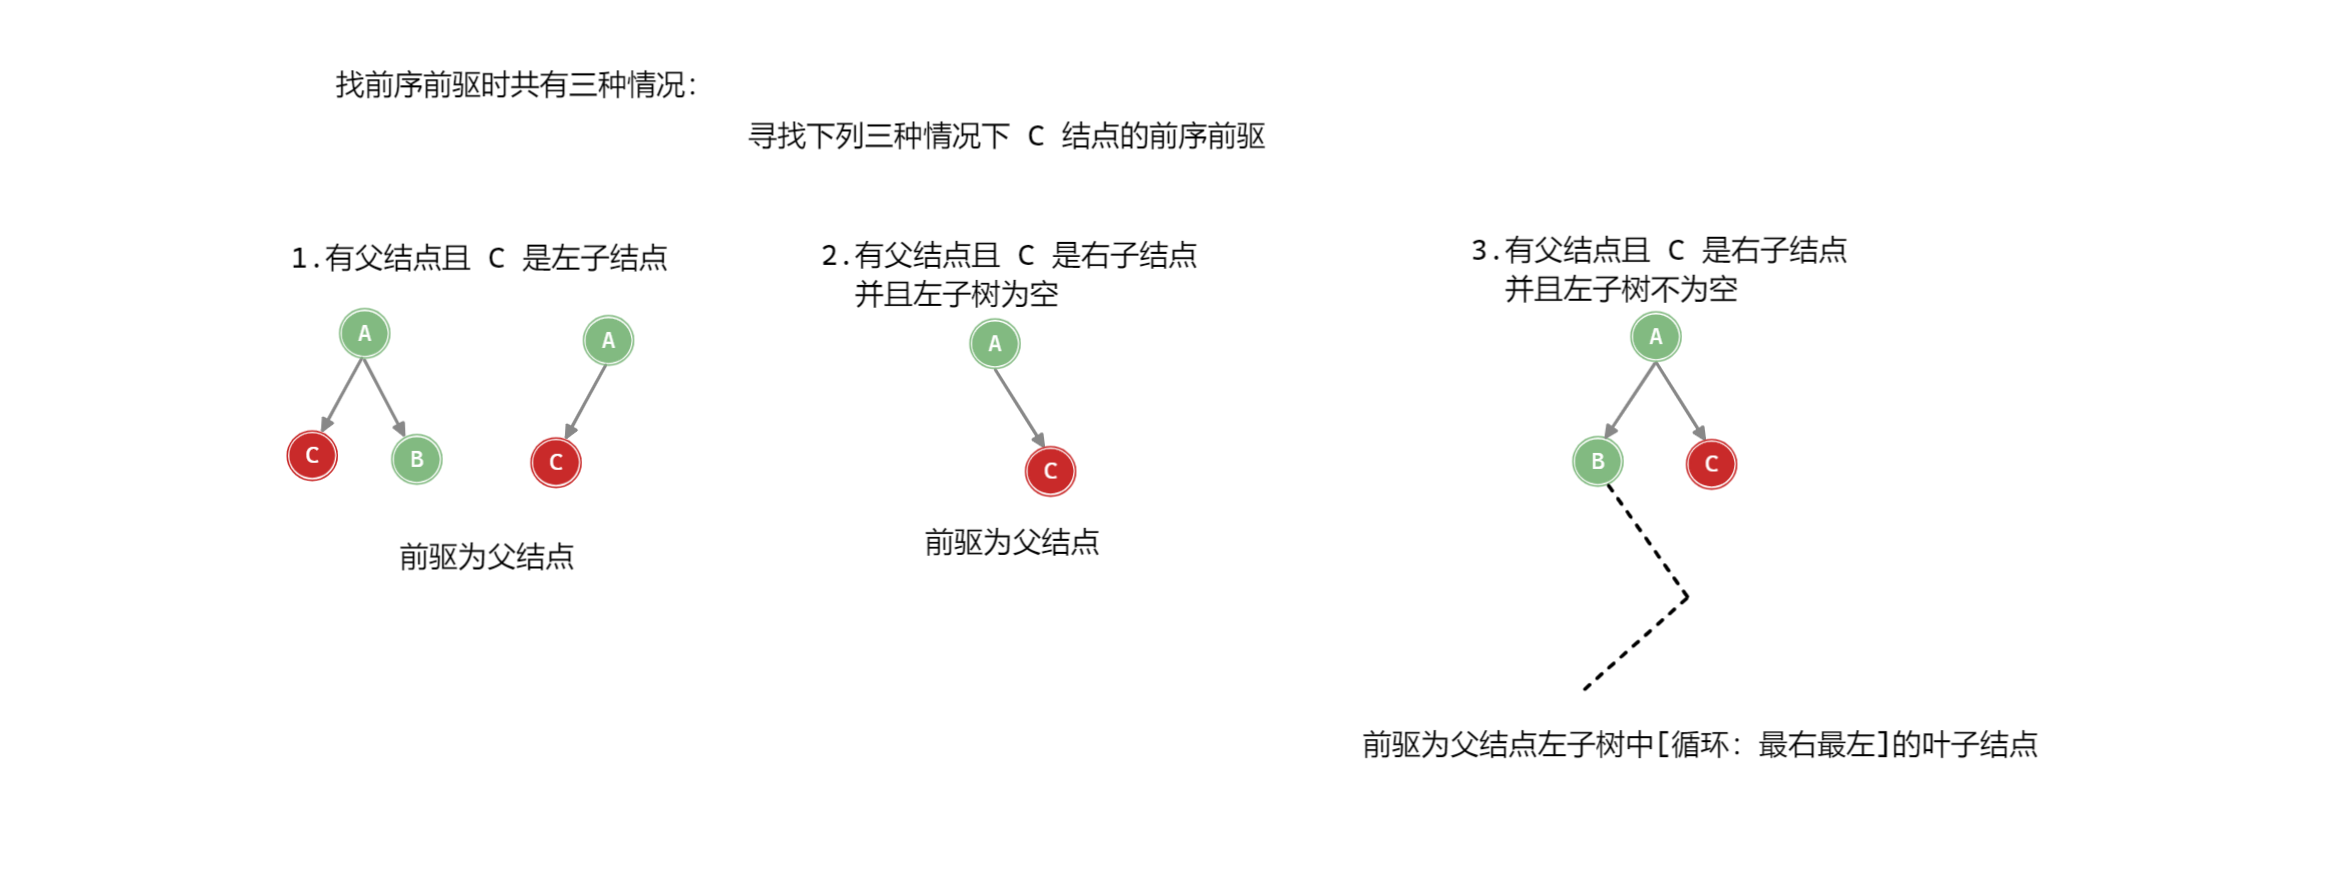 找前序前驱时共有三种情况:
寻找下列三种情况下 C 结点的前序前驱
1.有父结点且 C 是左子结点
A
C
B
A
C
前驱为父结点
2.有父结点且 C 是右子结点
并且左子树为空
A
C
前驱为父结点
3.有父结点且 C 是右子结点
并且左子树不为空
A
B
C
前驱为父结点左子树中[循环: 最右最左]的叶子结点